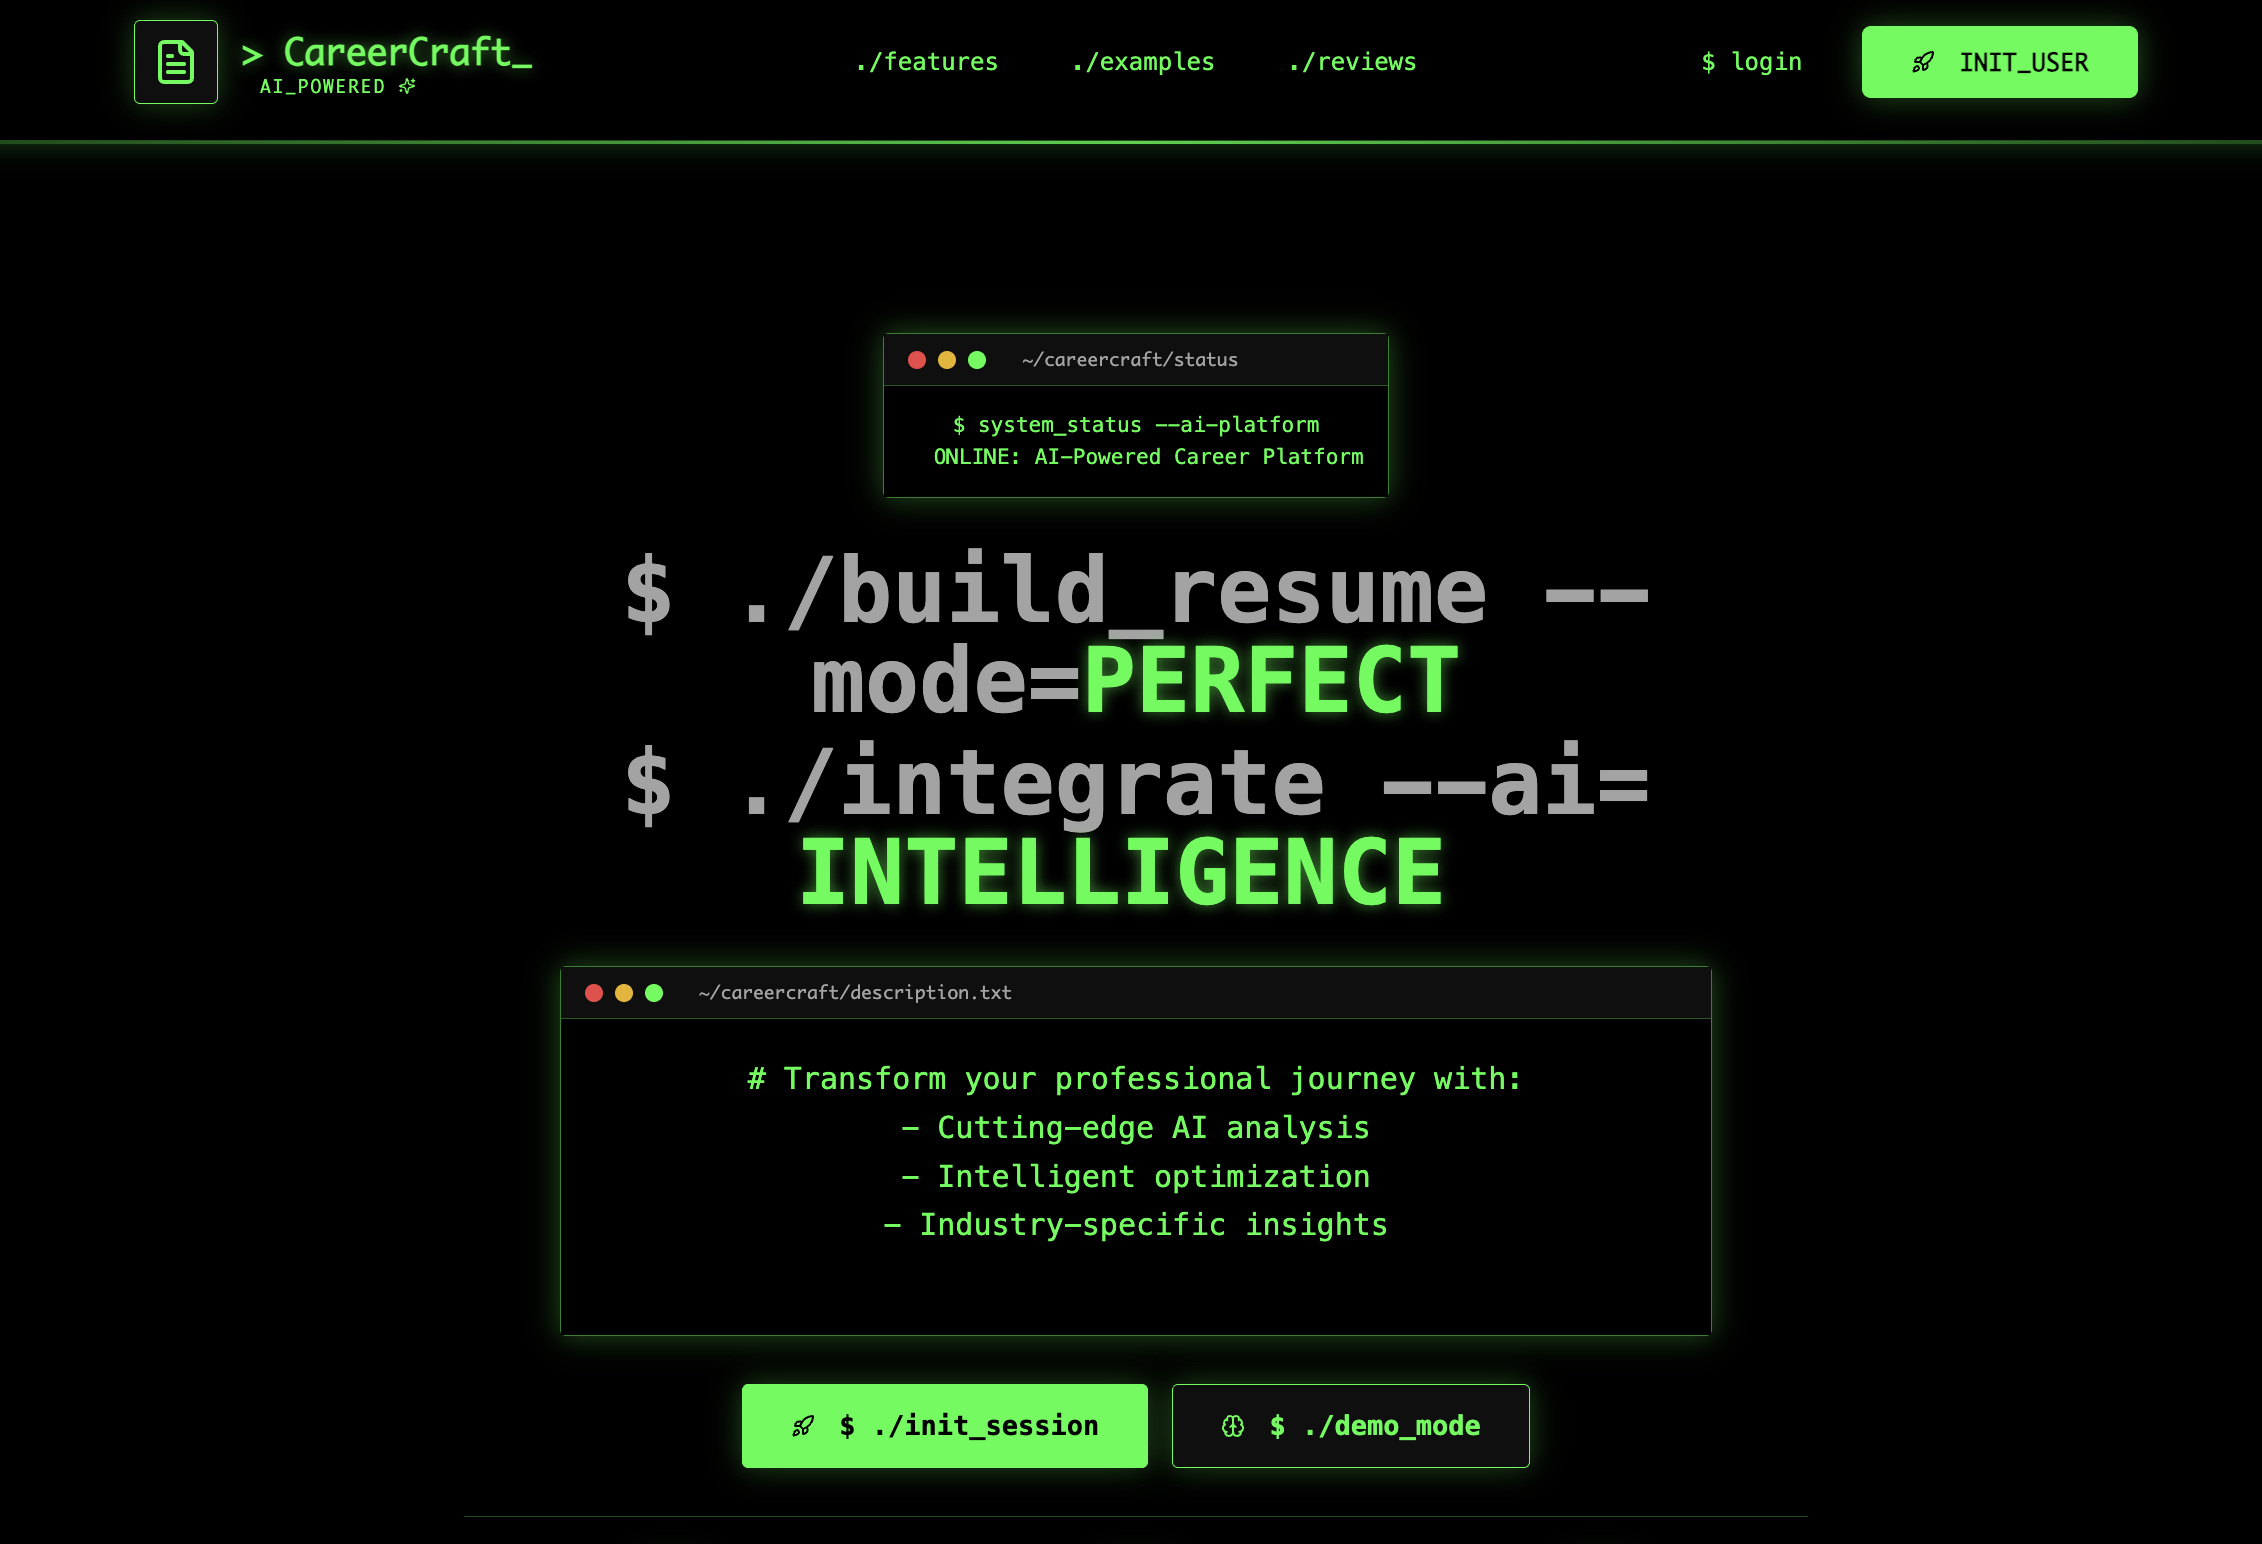 > CareerCraft_
AI_POWERED
./features
./examples
./reviews
$ login
INIT_USER
~/careercraft/status
$ system_status --ai-platform
ONLINE: AI-Powered Career Platform
$ ./build_resume --
mode=PERFECT
$ ./integrate --ai=
INTELLIGENCE
~/careercraft/description.txt
# Transform your professional journey with:
- Cutting-edge AI analysis
- Intelligent optimization
- Industry-specific insights
$ ./init_session
$ ./demo_mode